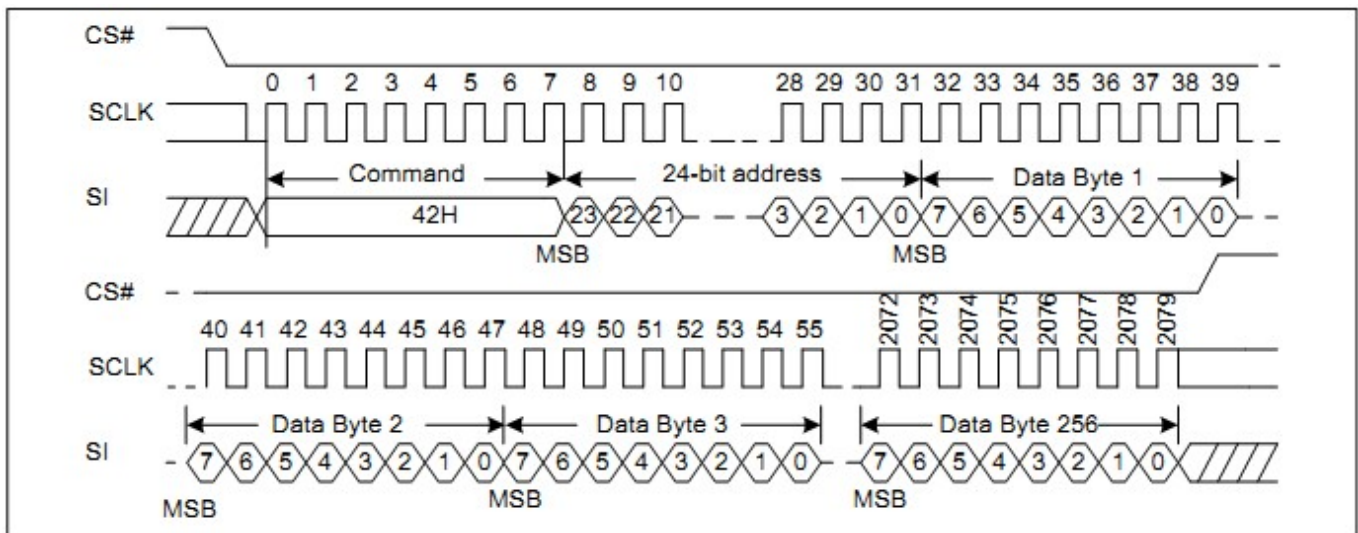 CS#
0 1 2 3 4 5 6 7 8 9 10 28 29 30 31 32 33 34 35 36 37 38 39
SCLK
Command 24-bit address Data Byte 1
SI
42H 23 22 21 3 2 1 0 7 6 5 4 3 2 1 0
MSB MSB
CS#
40 41 42 43 44 45 46 47 48 49 50 51 52 53 54 55 2072 2073 2074 2075 2076 2077 2078 2079
SCLK
Data Byte 2 Data Byte 3 Data Byte 256
SI
7 6 5 4 3 2 1 0 7 6 5 4 3 2 1 0 7 6 5 4 3 2 1 0
MSB MSB MSB